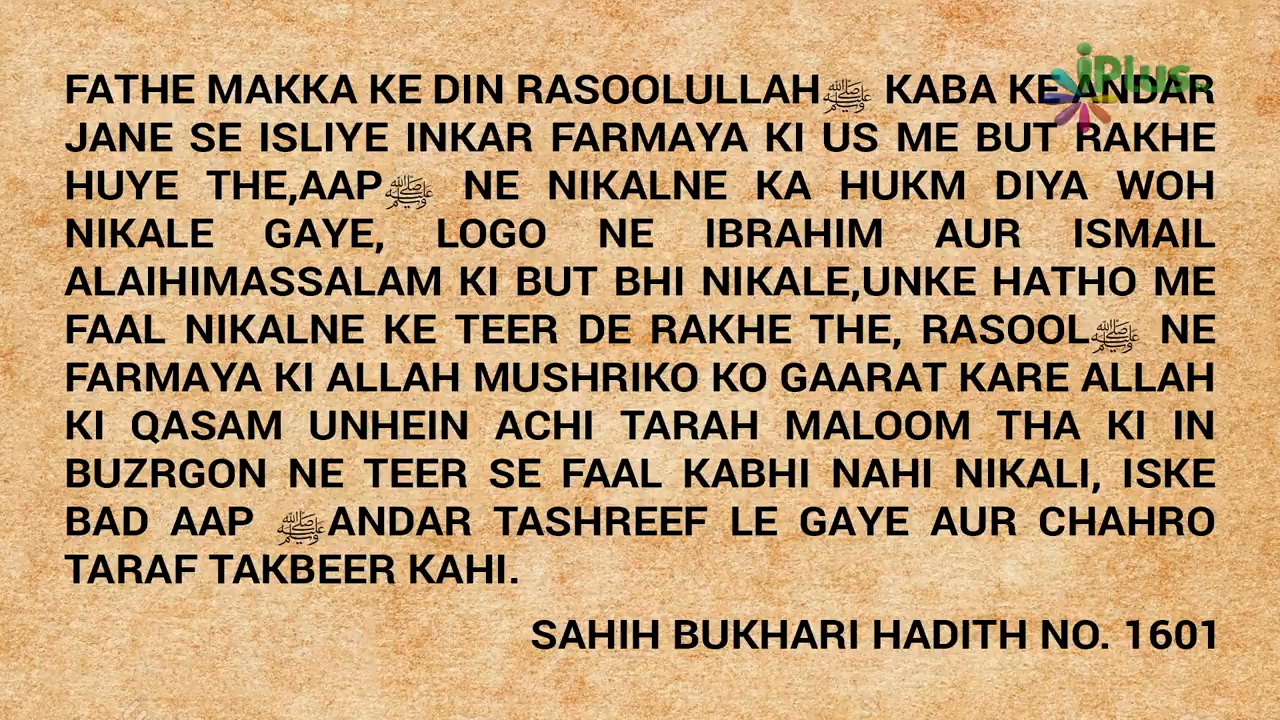 iPlus
FATHE MAKKA KE DIN RASOOLULLAHﷺ KABA KE ANDAR
JANE SE ISLIYE INKAR FARMAYA KI US ME BUT RAKHE
HUYE THE,AAPﷺ NE NIKALNE KA HUKM DIYA WOH
NIKALE GAYE, LOGO NE IBRAHIM AUR ISMAIL
ALAIHIMASSALAM KI BUT BHI NIKALE,UNKE HATHO ME
FAAL NIKALNE KE TEER DE RAKHE THE, RASOOLﷺ NE
FARMAYA KI ALLAH MUSHRIKO KO GAARAT KARE ALLAH
KI QASAM UNHEIN ACHI TARAH MALOOM THA KI IN
BUZRGON NE TEER SE FAAL KABHI NAHI NIKALI, ISKE
BAD AAP ﷺANDAR TASHREEF LE GAYE AUR CHAHRO
TARAF TAKBEER KAHI.
SAHIH BUKHARI HADITH NO. 1601